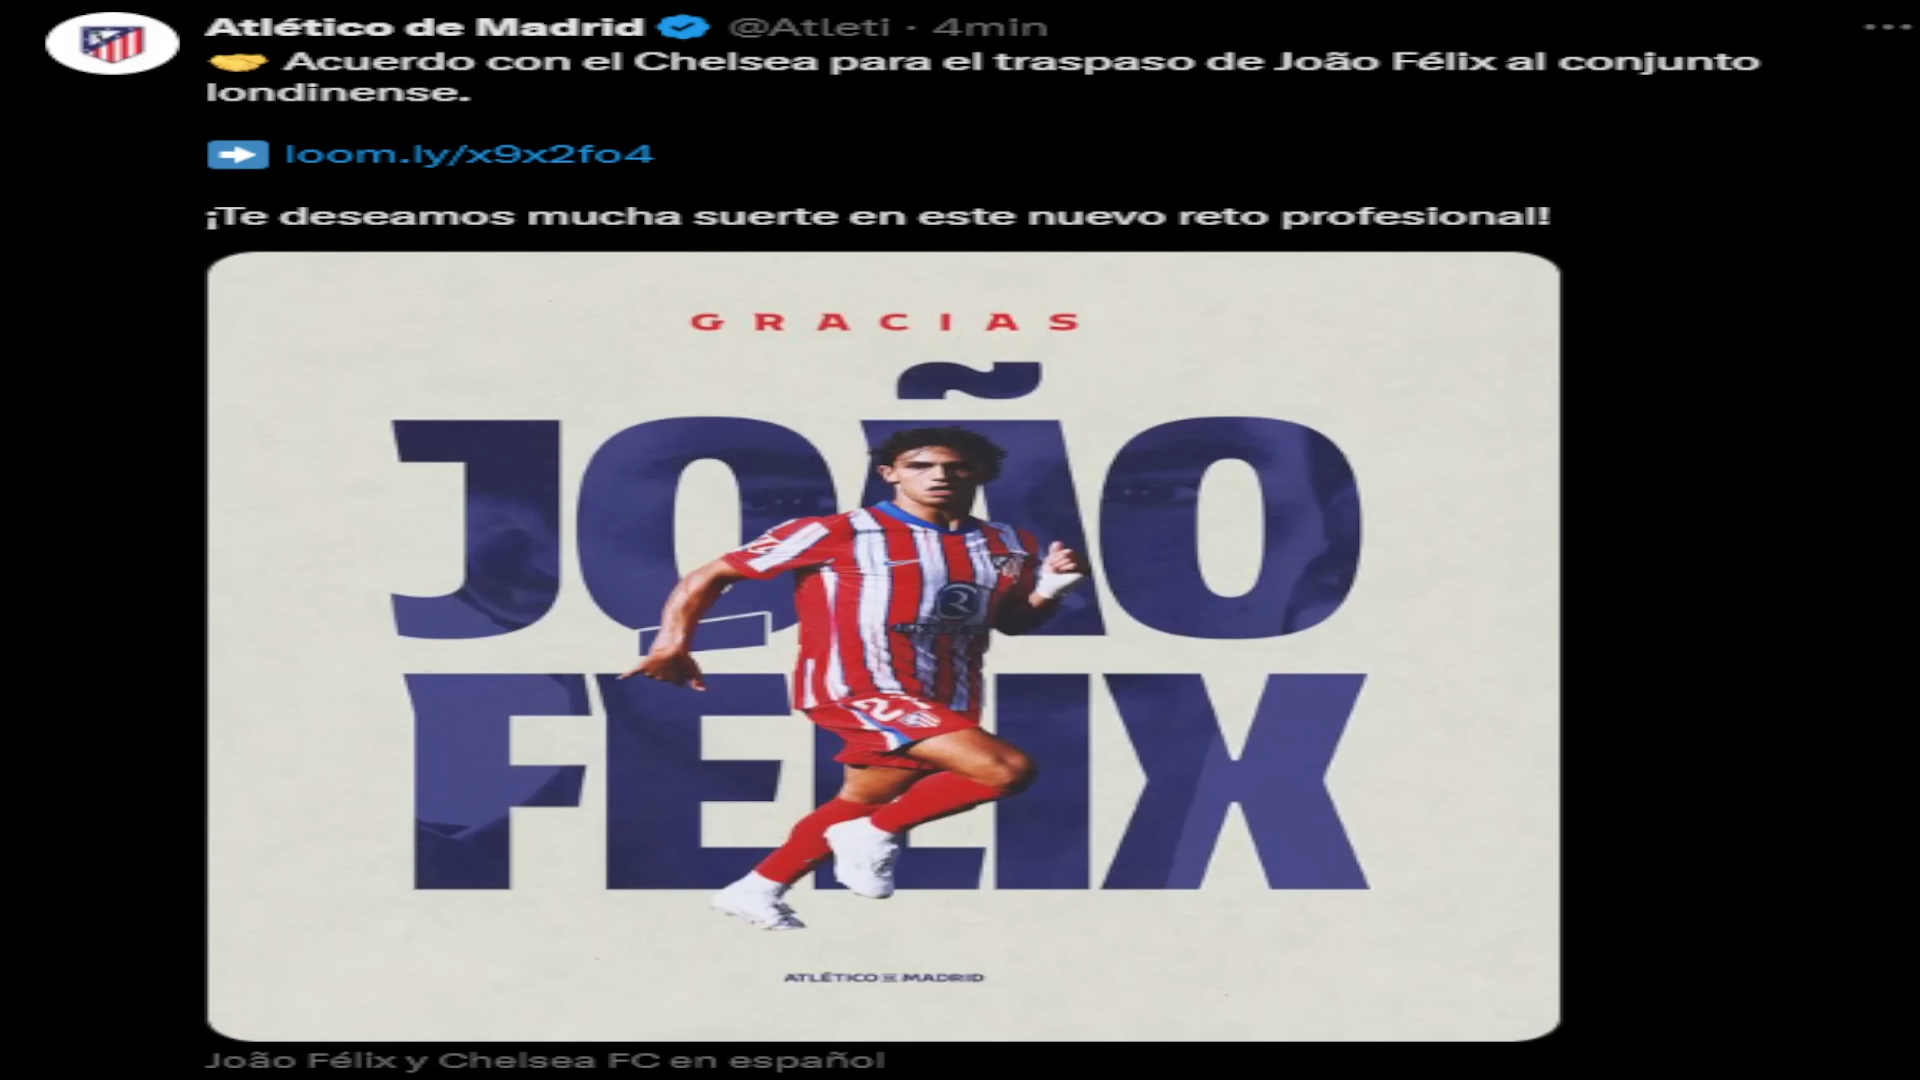 Atlético de Madrid @Atleti · 4min
🤝 Acuerdo con el Chelsea para el traspaso de João Félix al conjunto
londinense.
➡️ loom.ly/x9x2fo4
¡Te deseamos mucha suerte en este nuevo reto profesional!
GRACIAS
JOÃO
FÉLIX
ATLÉTICO DE MADRID
João Félix y Chelsea FC en español